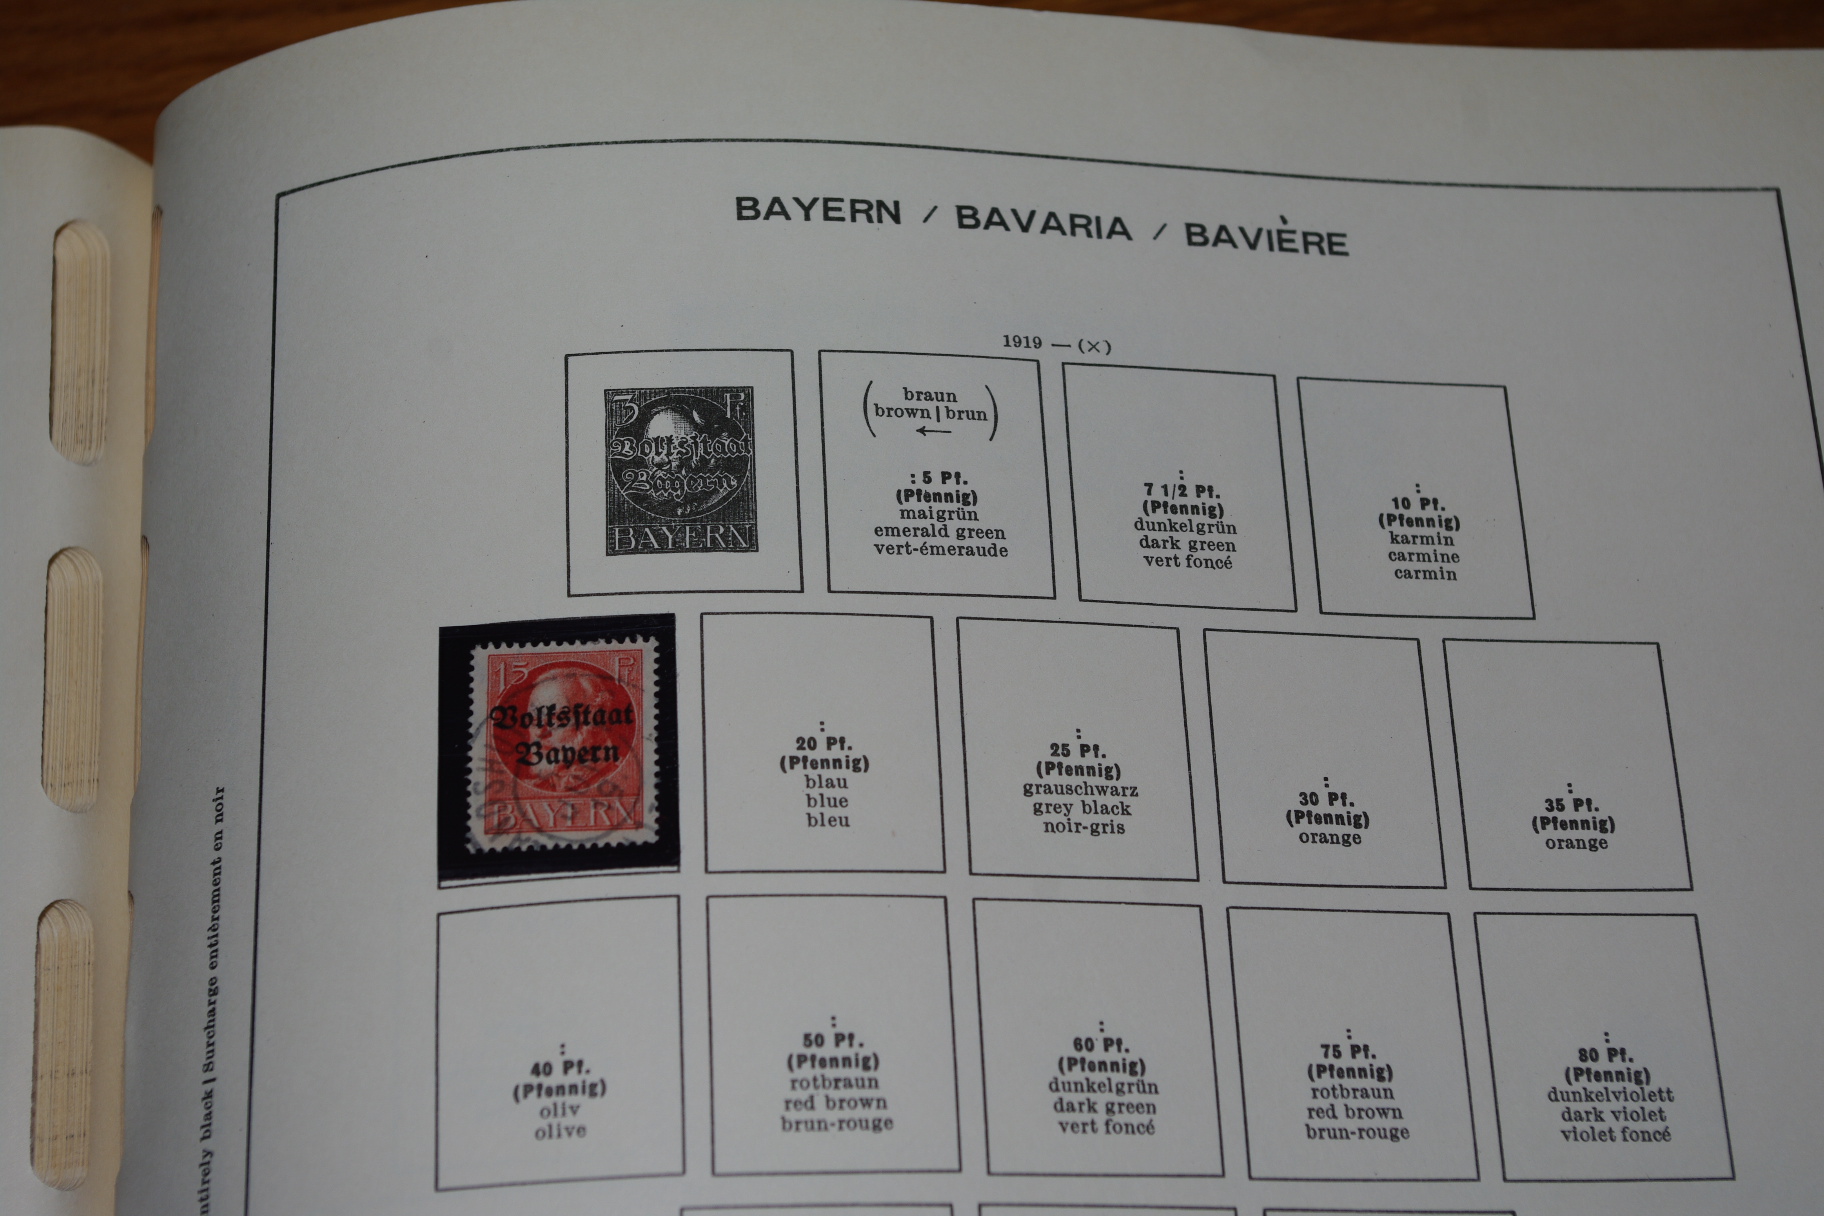 BAYERN / BAVARIA / BAVIÈRE
1919 — (×)
3 Pf
Volksstaat
Bayern
BAYERN
(braun
brown | brun)
←
: 5 Pf.
(Pfennig)
maigrün
emerald green
vert-émeraude
:
7 1/2 Pf.
(Pfennig)
dunkelgrün
dark green
vert foncé
:
10 Pf.
(Pfennig)
karmin
carmine
carmin
15 Pf
Volksstaat
Bayern
BAYERN
:
20 Pf.
(Pfennig)
blau
blue
bleu
:
25 Pf.
(Pfennig)
grauschwarz
grey black
noir-gris
:
30 Pf.
(Pfennig)
orange
:
35 Pf.
(Pfennig)
orange
:
40 Pf.
(Pfennig)
oliv
olive
:
50 Pf.
(Pfennig)
rotbraun
red brown
brun-rouge
:
60 Pf.
(Pfennig)
dunkelgrün
dark green
vert foncé
:
75 Pf.
(Pfennig)
rotbraun
red brown
brun-rouge
:
80 Pf.
(Pfennig)
dunkelviolett
dark violet
violet foncé
ntirely black | Surcharge entièrement en noir